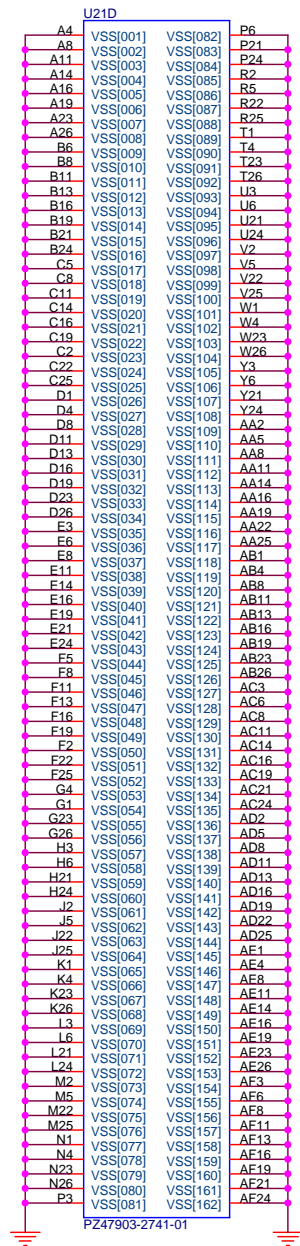 U21D
A4 VSS[001] VSS[082] P6
A8 VSS[002] VSS[083] P21
A11 VSS[003] VSS[084] P24
A14 VSS[004] VSS[085] R2
A16 VSS[005] VSS[086] R5
A19 VSS[006] VSS[087] R22
A23 VSS[007] VSS[088] R25
A26 VSS[008] VSS[089] T1
B6 VSS[009] VSS[090] T4
B8 VSS[010] VSS[091] T23
B11 VSS[011] VSS[092] T26
B13 VSS[012] VSS[093] U3
B16 VSS[013] VSS[094] U6
B19 VSS[014] VSS[095] U21
B21 VSS[015] VSS[096] U24
B24 VSS[016] VSS[097] V2
C5 VSS[017] VSS[098] V5
C8 VSS[018] VSS[099] V22
C11 VSS[019] VSS[100] V25
C14 VSS[020] VSS[101] W1
C16 VSS[021] VSS[102] W4
C19 VSS[022] VSS[103] W23
C2 VSS[023] VSS[104] W26
C22 VSS[024] VSS[105] Y3
C25 VSS[025] VSS[106] Y6
D1 VSS[026] VSS[107] Y21
D4 VSS[027] VSS[108] Y24
D8 VSS[028] VSS[109] AA2
D11 VSS[029] VSS[110] AA5
D13 VSS[030] VSS[111] AA8
D16 VSS[031] VSS[112] AA11
D19 VSS[032] VSS[113] AA14
D23 VSS[033] VSS[114] AA16
D26 VSS[034] VSS[115] AA19
E3 VSS[035] VSS[116] AA22
E6 VSS[036] VSS[117] AA25
E8 VSS[037] VSS[118] AB1
E11 VSS[038] VSS[119] AB4
E14 VSS[039] VSS[120] AB8
E16 VSS[040] VSS[121] AB11
E19 VSS[041] VSS[122] AB13
E21 VSS[042] VSS[123] AB16
E24 VSS[043] VSS[124] AB19
F5 VSS[044] VSS[125] AB23
F8 VSS[045] VSS[126] AB26
F11 VSS[046] VSS[127] AC3
F13 VSS[047] VSS[128] AC6
F16 VSS[048] VSS[129] AC8
F19 VSS[049] VSS[130] AC11
F2 VSS[050] VSS[131] AC14
F22 VSS[051] VSS[132] AC16
F25 VSS[052] VSS[133] AC19
G4 VSS[053] VSS[134] AC21
G1 VSS[054] VSS[135] AC24
G23 VSS[055] VSS[136] AD2
G26 VSS[056] VSS[137] AD5
H3 VSS[057] VSS[138] AD8
H6 VSS[058] VSS[139] AD11
H21 VSS[059] VSS[140] AD13
H24 VSS[060] VSS[141] AD16
J2 VSS[061] VSS[142] AD19
J5 VSS[062] VSS[143] AD22
J22 VSS[063] VSS[144] AD25
J25 VSS[064] VSS[145] AE1
K1 VSS[065] VSS[146] AE4
K4 VSS[066] VSS[147] AE8
K23 VSS[067] VSS[148] AE11
K26 VSS[068] VSS[149] AE14
L3 VSS[069] VSS[150] AE16
L6 VSS[070] VSS[151] AE19
L21 VSS[071] VSS[152] AE23
L24 VSS[072] VSS[153] AE26
M2 VSS[073] VSS[154] AF3
M5 VSS[074] VSS[155] AF6
M22 VSS[075] VSS[156] AF8
M25 VSS[076] VSS[157] AF11
N1 VSS[077] VSS[158] AF13
N4 VSS[078] VSS[159] AF16
N23 VSS[079] VSS[160] AF19
N26 VSS[080] VSS[161] AF21
P3 VSS[081] VSS[162] AF24
PZ47903-2741-01